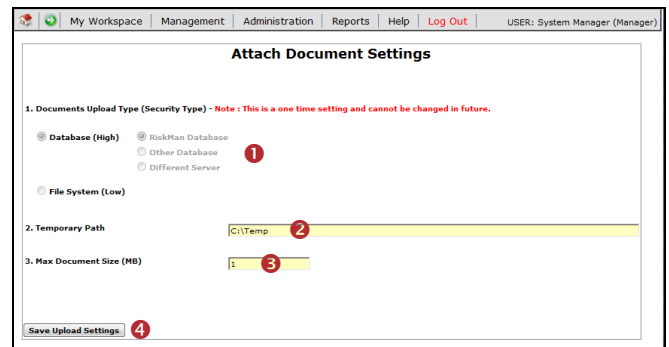 My Workspace | Management | Administration | Reports | Help | Log Out | USER: System Manager (Manager)
Attach Document Settings
1. Documents Upload Type (Security Type) - Note : This is a one time setting and cannot be changed in future.
Database (High) RiskMan Database
Other Database 1
Different Server
File System (Low)
2. Temporary Path C:\Temp 2
3. Max Document Size (MB) 1 3
Save Upload Settings 4